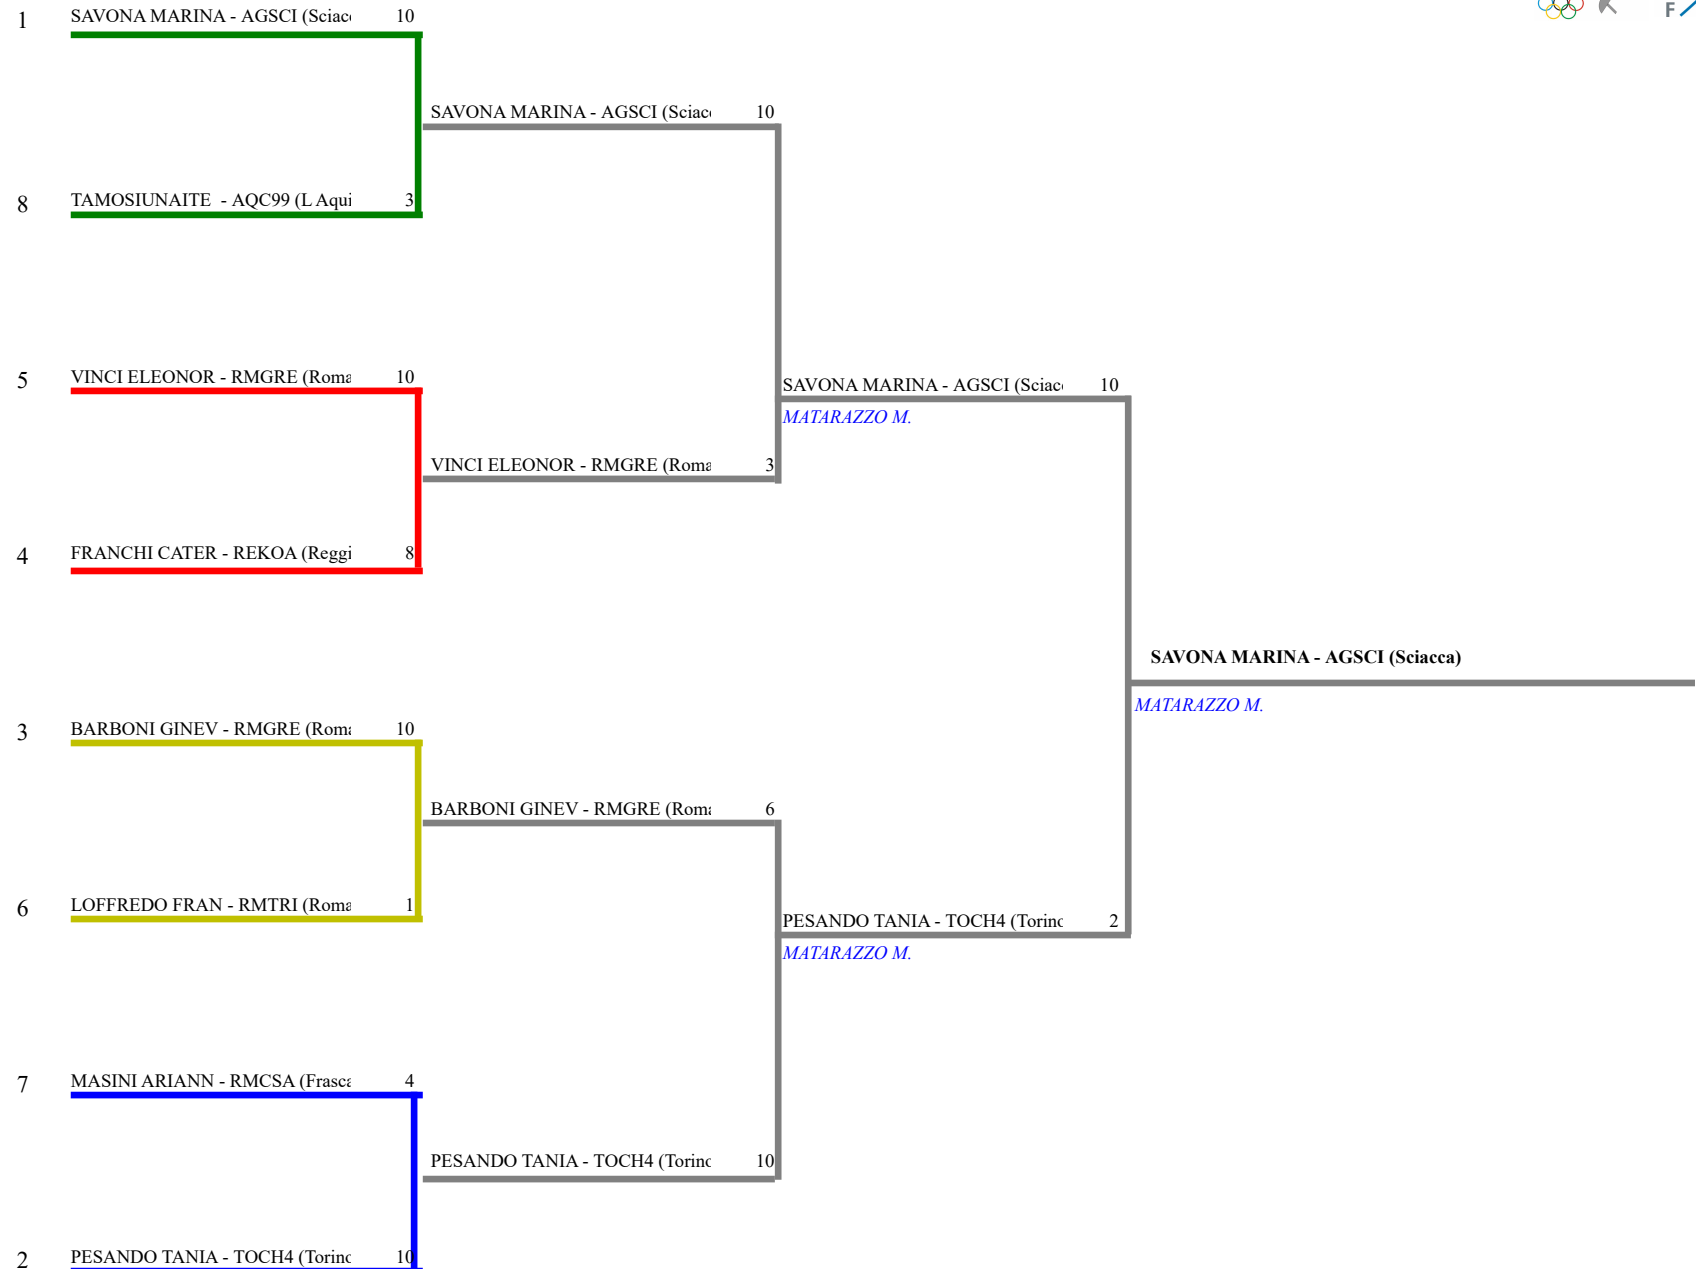 1 SAVONA MARINA - AGSCI (Sciac 10
F
SAVONA MARINA - AGSCI (Sciac 10
8 TAMOSIUNAITE - AQC99 (L Aqui 3
5 VINCI ELEONOR - RMGRE (Roma 10
SAVONA MARINA - AGSCI (Sciac 10
MATARAZZO M.
VINCI ELEONOR - RMGRE (Roma 3
4 FRANCHI CATER - REKOA (Reggi 8
SAVONA MARINA - AGSCI (Sciacca)
MATARAZZO M.
3 BARBONI GINEV - RMGRE (Roma 10
BARBONI GINEV - RMGRE (Roma 6
6 LOFFREDO FRAN - RMTRI (Roma 1
PESANDO TANIA - TOCH4 (Torino 2
MATARAZZO M.
7 MASINI ARIANN - RMCSA (Frasca 4
PESANDO TANIA - TOCH4 (Torino 10
2 PESANDO TANIA - TOCH4 (Torino 10